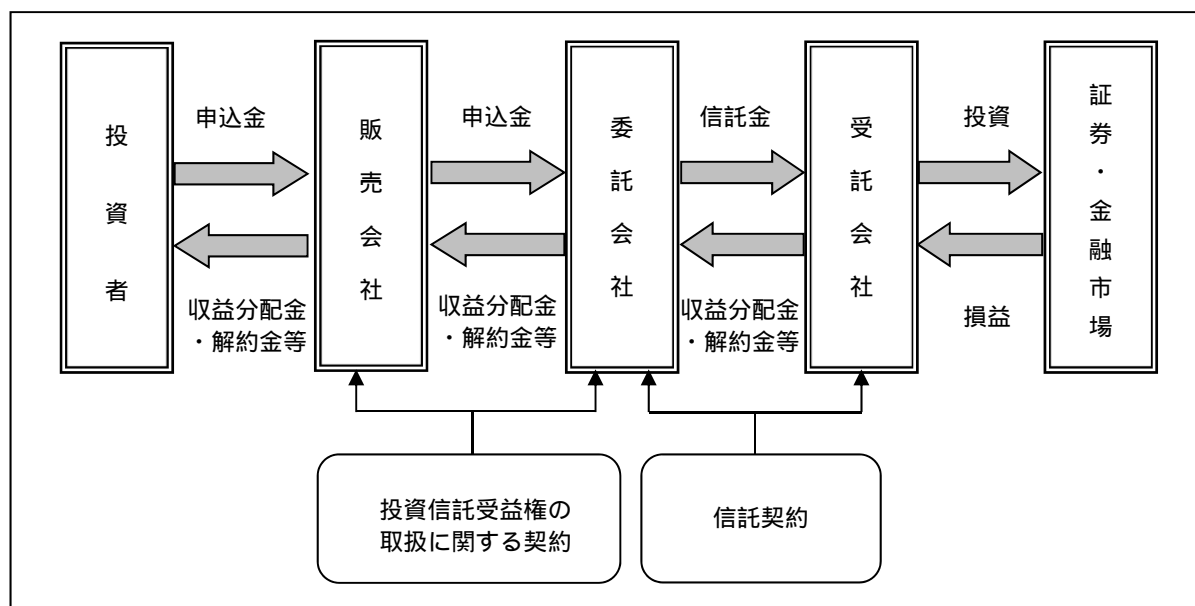 投資者
申込金
販売会社
申込金
委託会社
信託金
受託会社
投資
証券・金融市場
収益分配金
・解約金等
収益分配金
・解約金等
収益分配金
・解約金等
損益
投資信託受益権の
取扱に関する契約
信託契約